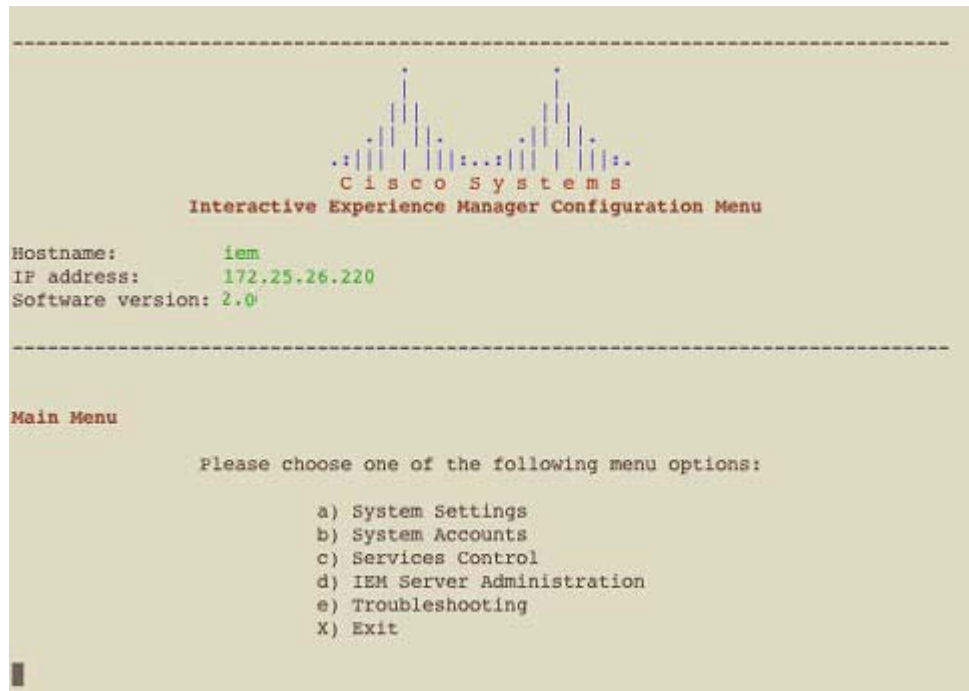 Cisco Systems
Interactive Experience Manager Configuration Menu
Hostname: iem
IP address: 172.25.26.220
Software version: 2.0
Main Menu
Please choose one of the following menu options:
a) System Settings
b) System Accounts
c) Services Control
d) IEM Server Administration
e) Troubleshooting
X) Exit